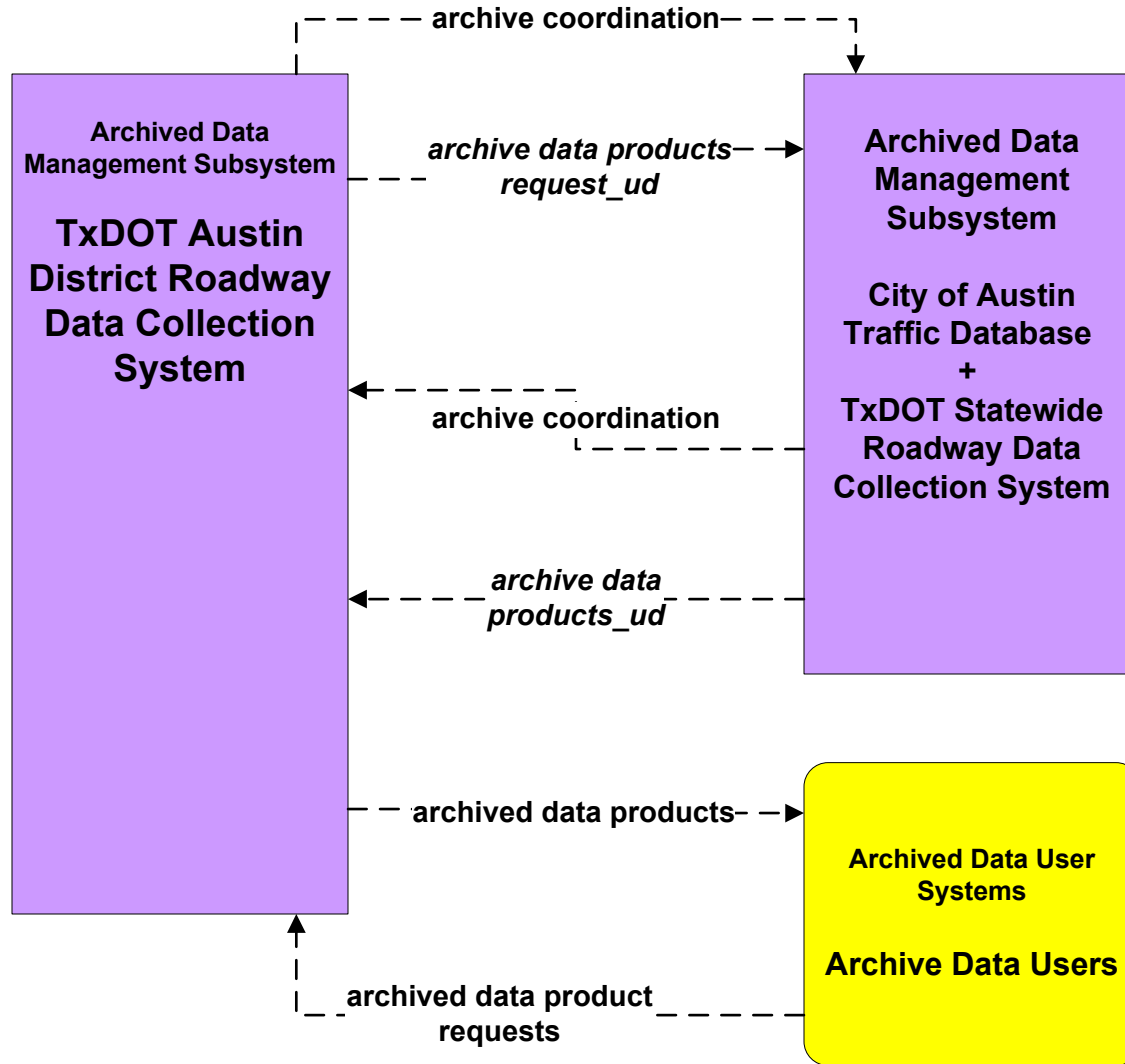 archive coordination
Archived Data
Management Subsystem
TxDOT Austin
District Roadway
Data Collection
System
archive data products
request_ud
Archived Data
Management
Subsystem
City of Austin
Traffic Database
+
TxDOT Statewide
Roadway Data
Collection System
archive coordination
archive data
products_ud
archived data products
Archived Data User
Systems
Archive Data Users
archived data product
requests